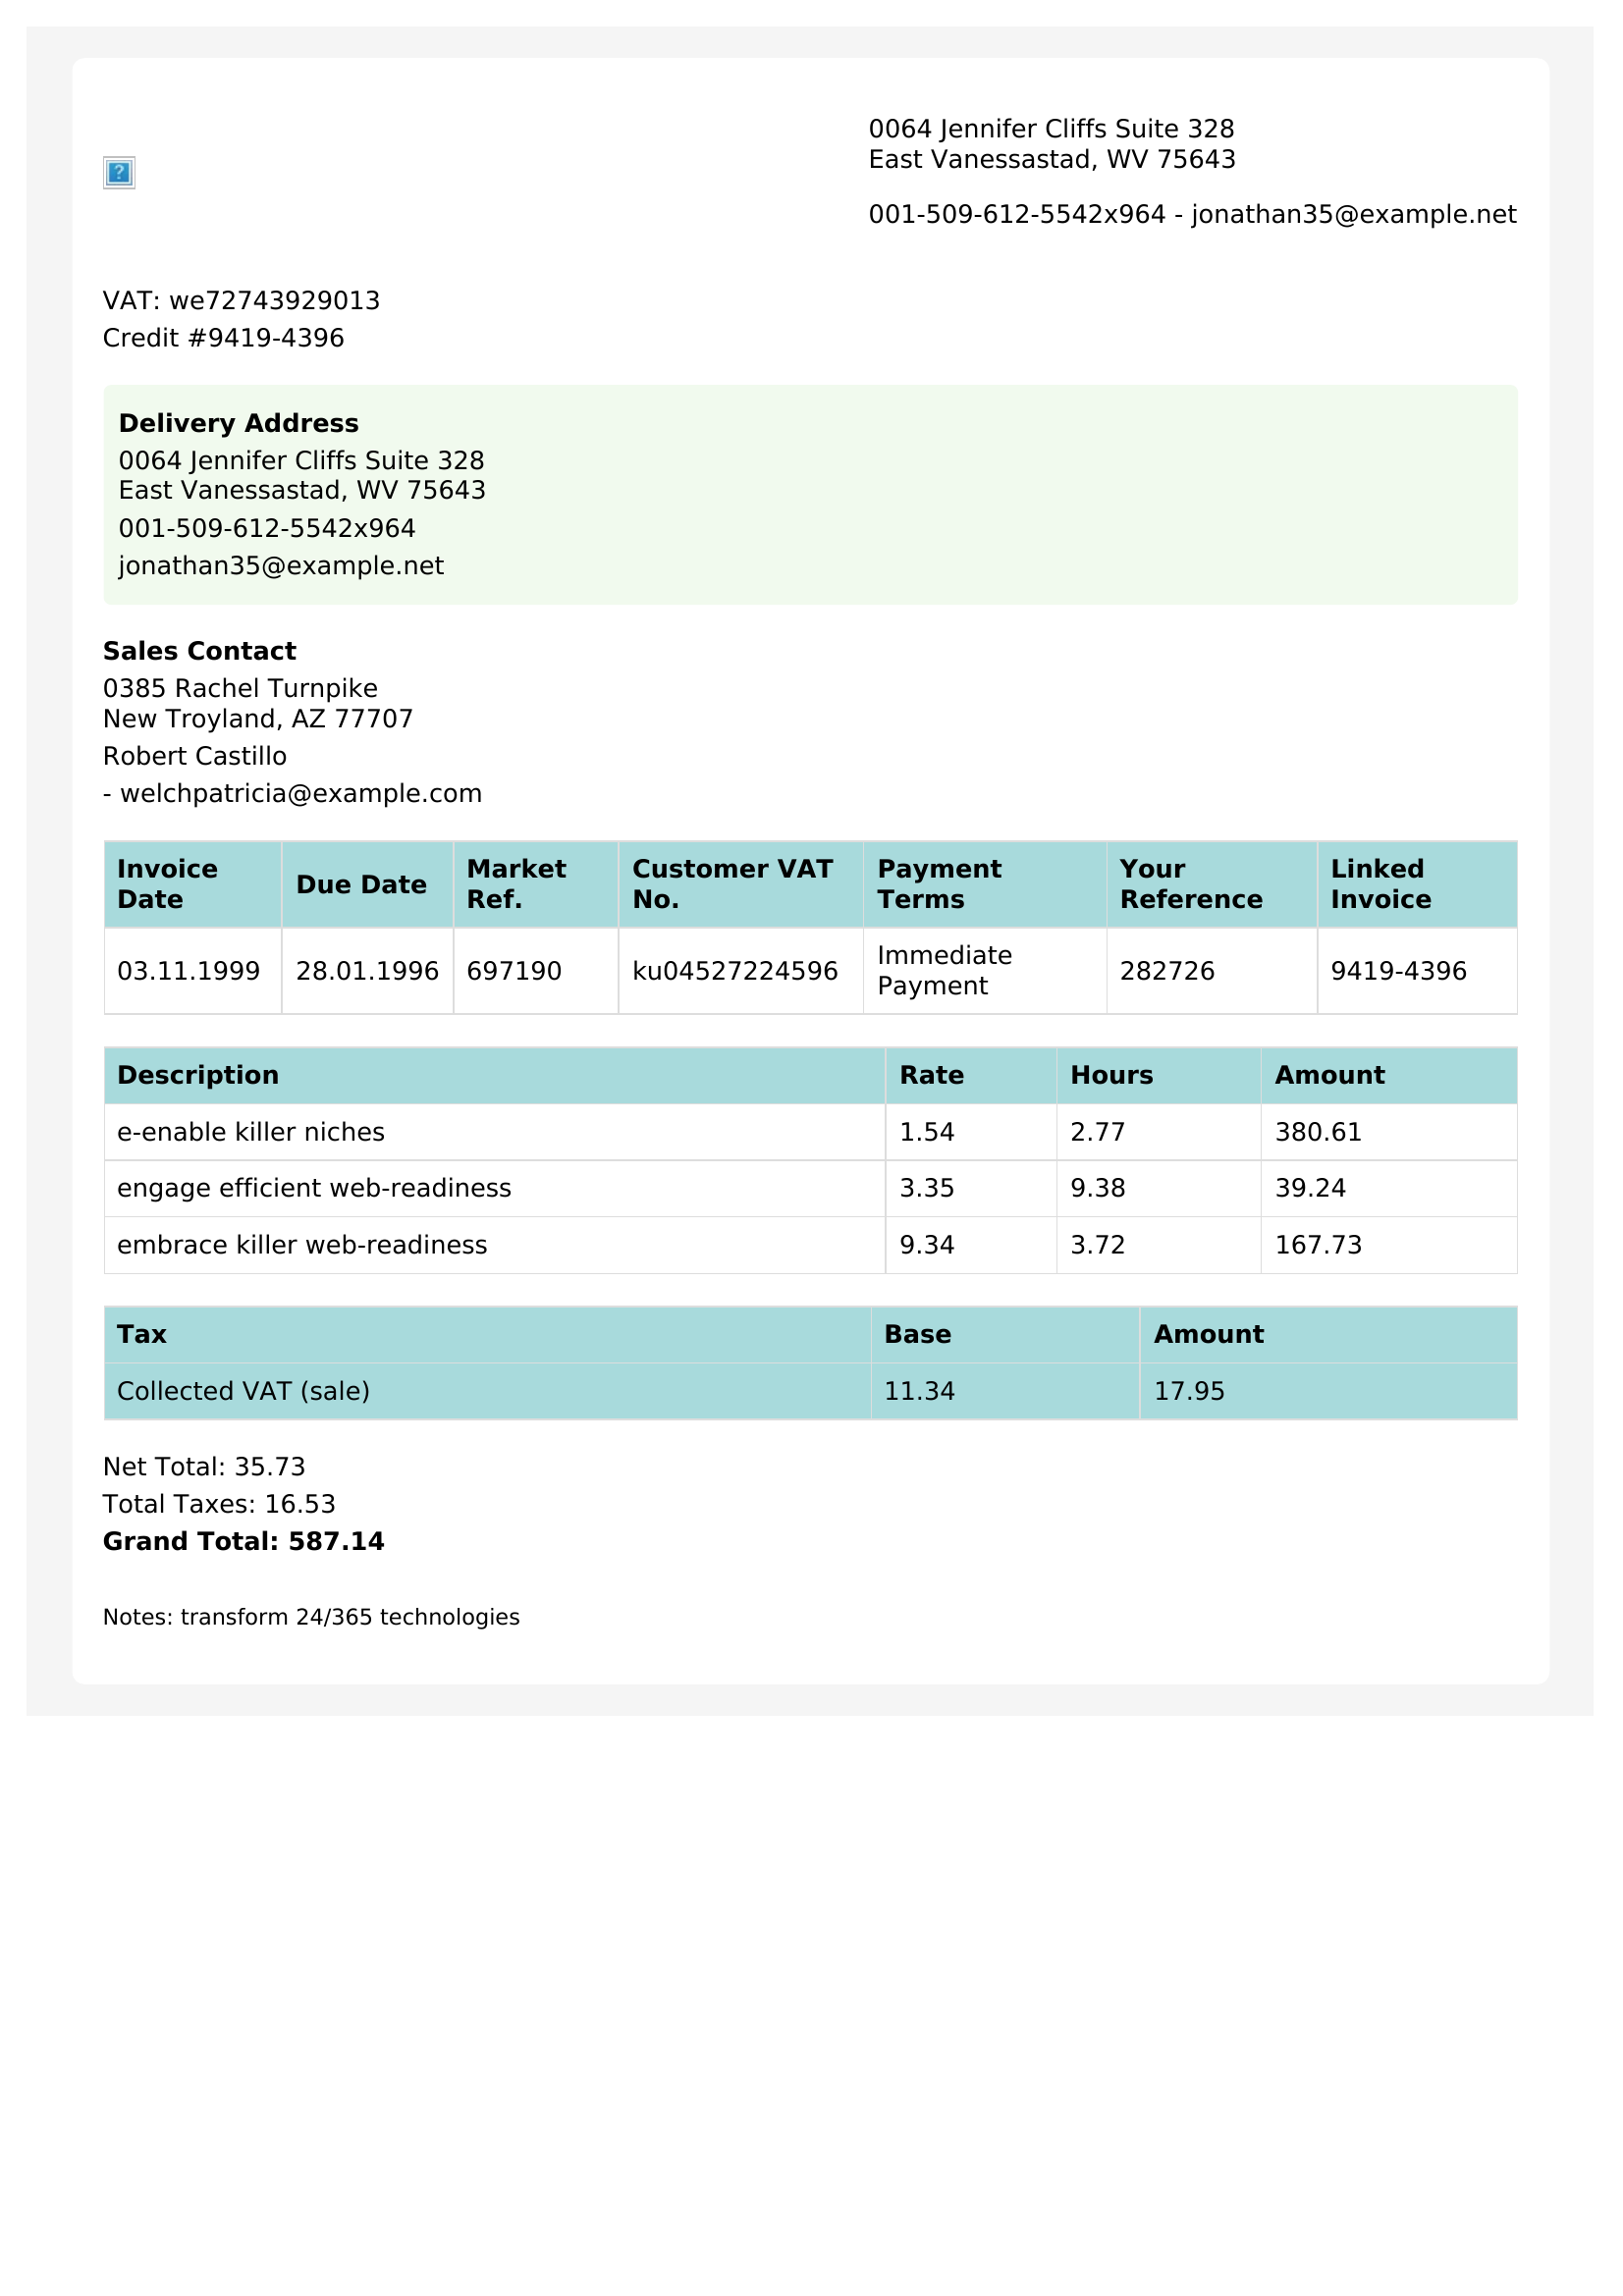 0064 Jennifer Cliffs Suite 328
East Vanessastad, WV 75643
001-509-612-5542x964 - jonathan35@example.net
VAT: we72743929013
Credit #9419-4396
Delivery Address
0064 Jennifer Cliffs Suite 328
East Vanessastad, WV 75643
001-509-612-5542x964
jonathan35@example.net
Sales Contact
0385 Rachel Turnpike
New Troyland, AZ 77707
Robert Castillo
- welchpatricia@example.com
Invoice Date Due Date Market Ref. Customer VAT No. Payment Terms Your Reference Linked Invoice
03.11.1999 28.01.1996 697190 ku04527224596 Immediate Payment 282726 9419-4396
Description Rate Hours Amount
e-enable killer niches 1.54 2.77 380.61
engage efficient web-readiness 3.35 9.38 39.24
embrace killer web-readiness 9.34 3.72 167.73
Tax Base Amount
Collected VAT (sale) 11.34 17.95
Net Total: 35.73
Total Taxes: 16.53
Grand Total: 587.14
Notes: transform 24/365 technologies